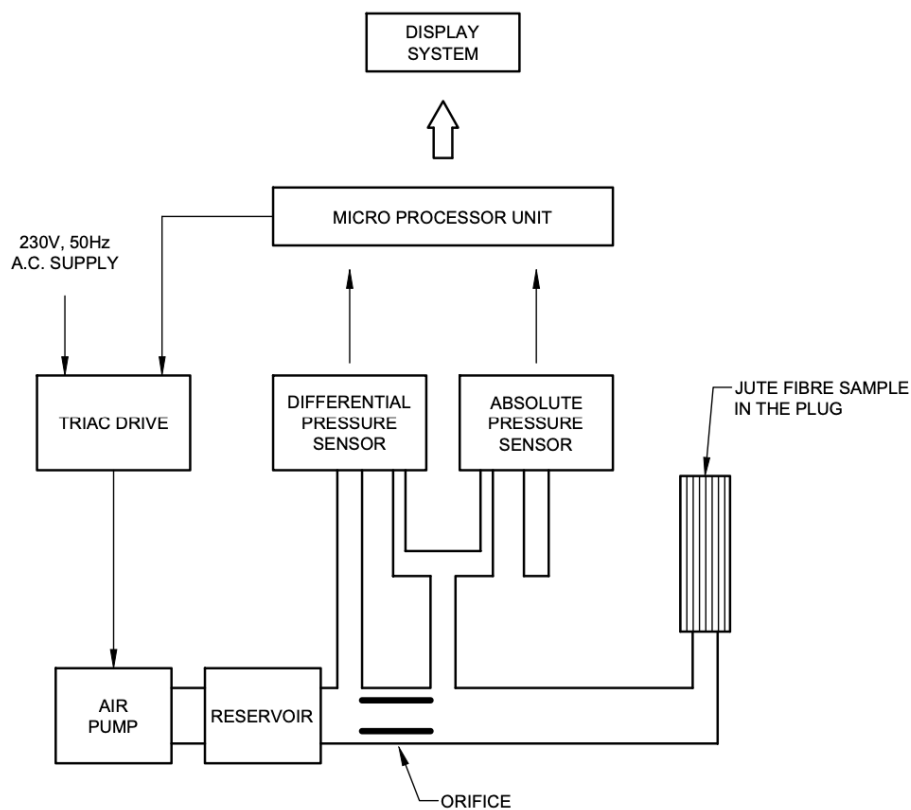 DISPLAY
SYSTEM
MICRO PROCESSOR UNIT
230V, 50Hz
A.C. SUPPLY
TRIAC DRIVE
DIFFERENTIAL
PRESSURE
SENSOR
ABSOLUTE
PRESSURE
SENSOR
JUTE FIBRE SAMPLE
IN THE PLUG
AIR
PUMP
RESERVOIR
ORIFICE